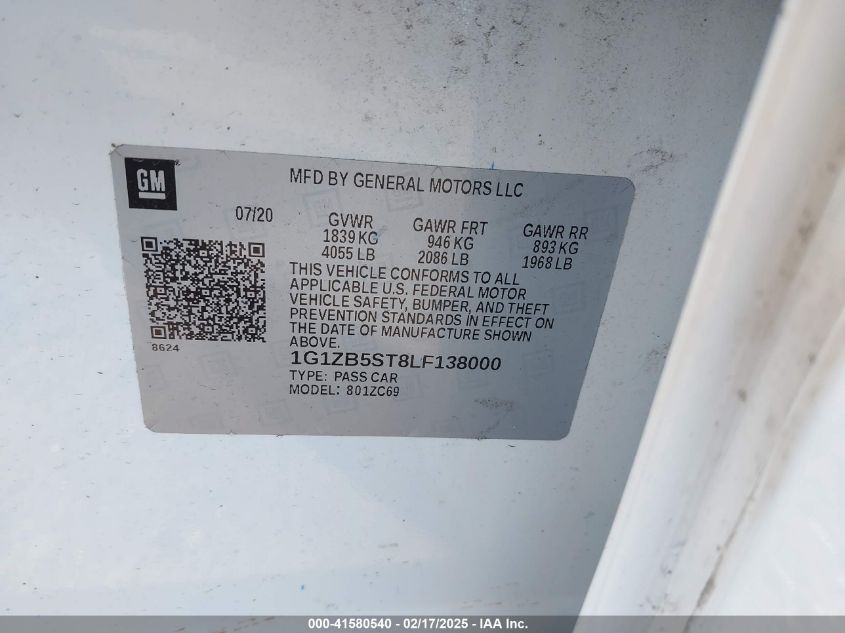 GM
MFD BY GENERAL MOTORS LLC
07/20
GVWR GAWR FRT GAWR RR
1839 KG 946 KG 893 KG
4055 LB 2086 LB 1968 LB
THIS VEHICLE CONFORMS TO ALL
APPLICABLE U.S. FEDERAL MOTOR
VEHICLE SAFETY, BUMPER, AND THEFT
PREVENTION STANDARDS IN EFFECT ON
THE DATE OF MANUFACTURE SHOWN
ABOVE.
8624
1G1ZB5ST8LF138000
TYPE: PASS CAR
MODEL: 801ZC69
000-41580540 - 02/17/2025 - IAA Inc.